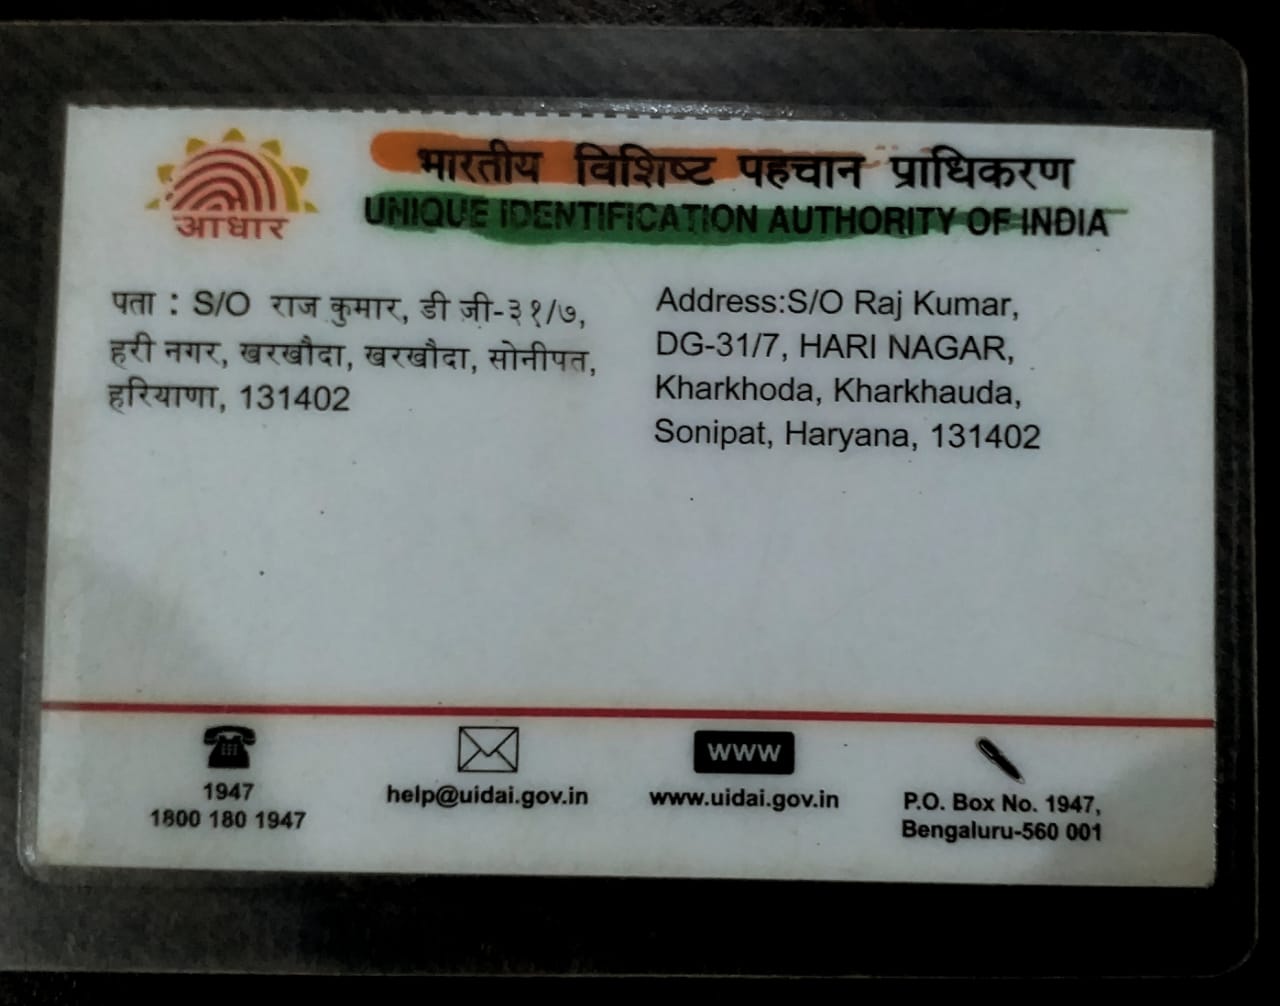 आधार
भारतीय विशिष्ट पहचान प्राधिकरण
UNIQUE IDENTIFICATION AUTHORITY OF INDIA
पता : S/O राज कुमार, डी जी-३१/७,
हरी नगर, खरखौदा, खरखौदा, सोनीपत,
हरियाणा, 131402
Address:S/O Raj Kumar,
DG-31/7, HARI NAGAR,
Kharkhoda, Kharkhauda,
Sonipat, Haryana, 131402
1947
1800 180 1947
help@uidai.gov.in
WWW
www.uidai.gov.in
P.O. Box No. 1947,
Bengaluru-560 001